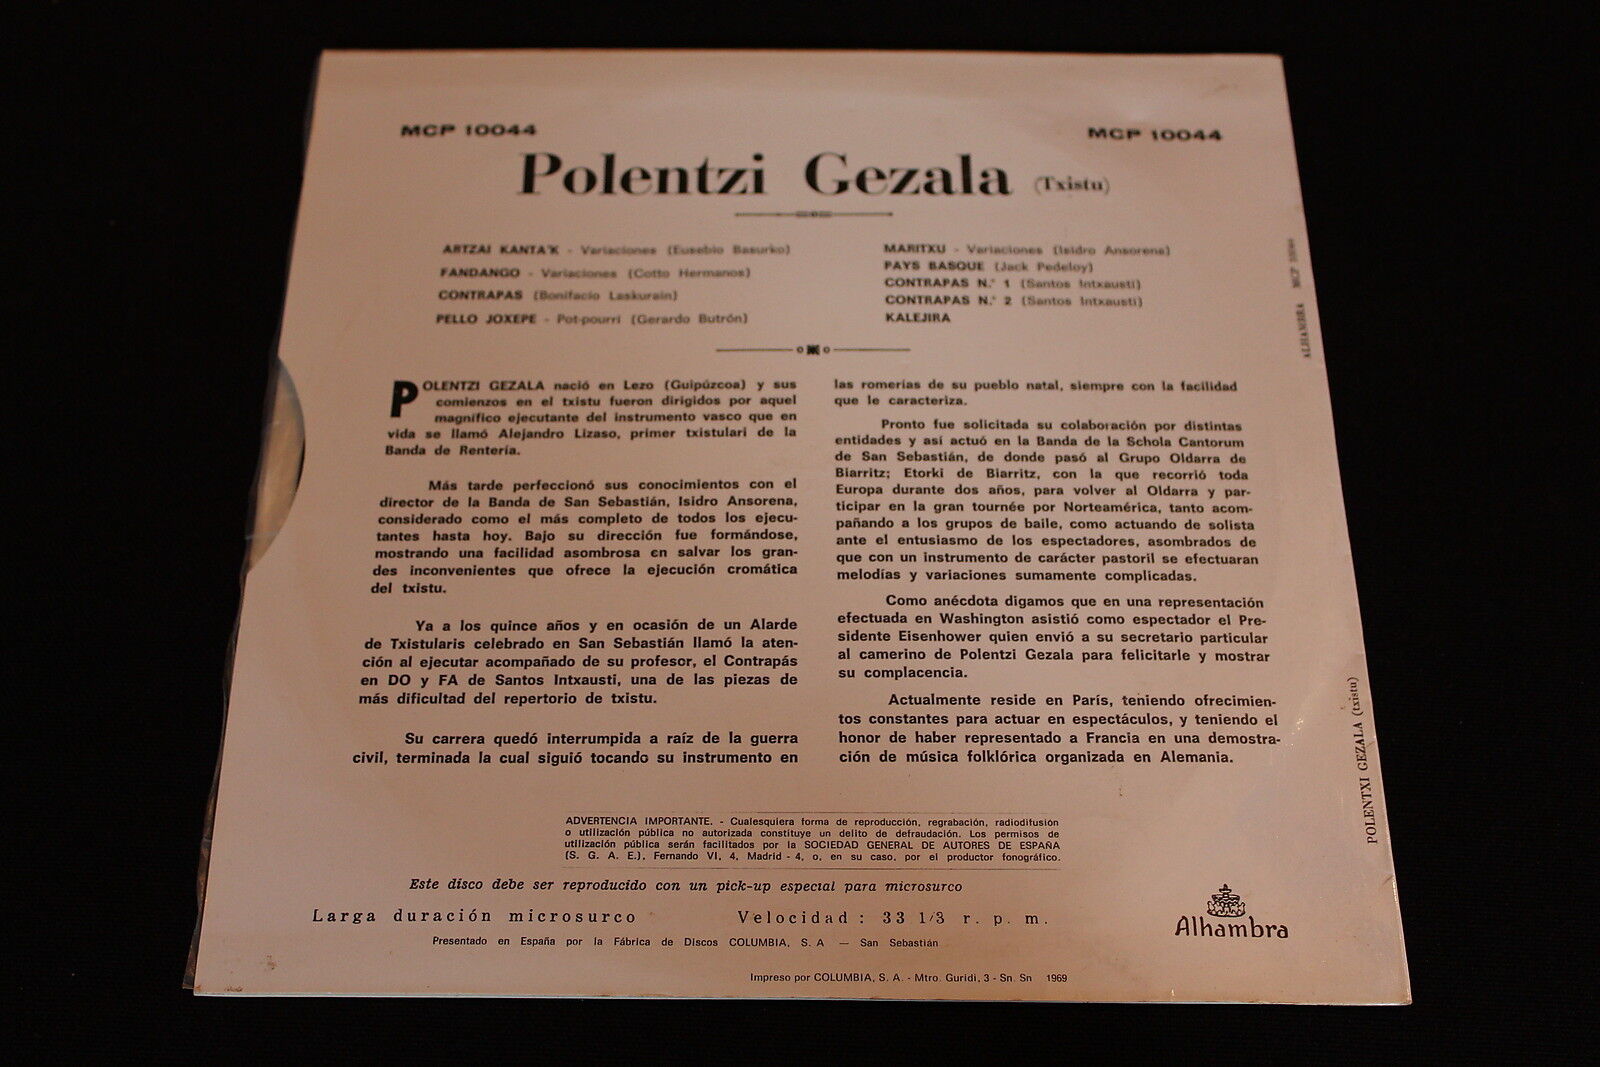 MCP 10044
MCP 10044
Polentzi Gezala (Txistu)
ARTZAI KANTA'K - Variaciones (Eusebio Basurko)
FANDANGO - Variaciones (Cotto Hermanos)
CONTRAPAS (Bonifacio Laskurain)
PELLO JOXEPE - Pot-pourri (Gerardo Butrón)
MARITXU - Variaciones (Isidro Ansorena)
PAYS BASQUE (Jack Pedeloy)
CONTRAPAS N.° 1 (Santos Intxausti)
CONTRAPAS N.° 2 (Santos Intxausti)
KALEJIRA
POLENTZI GEZALA nació en Lezo (Guipúzcoa) y sus
comienzos en el txistu fueron dirigidos por aquel
magnífico ejecutante del instrumento vasco que en
vida se llamó Alejandro Lizaso, primer txistulari de la
Banda de Rentería.
Más tarde perfeccionó sus conocimientos con el
director de la Banda de San Sebastián, Isidro Ansorena,
considerado como el más completo de todos los ejecu-
tantes hasta hoy. Bajo su dirección fue formándose,
mostrando una facilidad asombrosa en salvar los gran-
des inconvenientes que ofrece la ejecución cromática
del txistu.
Ya a los quince años y en ocasión de un Alarde
de Txistularis celebrado en San Sebastián llamó la aten-
ción al ejecutar acompañado de su profesor, el Contrapás
en DO y FA de Santos Intxausti, una de las piezas de
más dificultad del repertorio de txistu.
Su carrera quedó interrumpida a raíz de la guerra
civil, terminada la cual siguió tocando su instrumento en
las romerías de su pueblo natal, siempre con la facilidad
que le caracteriza.
Pronto fue solicitada su colaboración por distintas
entidades y así actuó en la Banda de la Schola Cantorum
de San Sebastián, de donde pasó al Grupo Oldarra de
Biarritz; Etorki de Biarritz, con la que recorrió toda
Europa durante dos años, para volver al Oldarra y par-
ticipar en la gran tournée por Norteamérica, tanto acom-
pañando a los grupos de baile, como actuando de solista
ante el entusiasmo de los espectadores, asombrados de
que con un instrumento de carácter pastoril se efectuaran
melodías y variaciones sumamente complicadas.
Como anécdota digamos que en una representación
efectuada en Washington asistió como espectador el Pre-
sidente Eisenhower quien envió a su secretario particular
al camerino de Polentzi Gezala para felicitarle y mostrar
su complacencia.
Actualmente reside en París, teniendo ofrecimien-
tos constantes para actuar en espectáculos, y teniendo el
honor de haber representado a Francia en una demostra-
ción de música folklórica organizada en Alemania.
ADVERTENCIA IMPORTANTE. - Cualesquiera forma de reproducción, regrabación, radiodifusión
o utilización pública no autorizada constituye un delito de defraudación. Los permisos de
utilización pública serán facilitados por la SOCIEDAD GENERAL DE AUTORES DE ESPAÑA
(S. G. A. E.), Fernando VI, 4, Madrid - 4, o, en su caso, por el productor fonográfico.
Este disco debe ser reproducido con un pick-up especial para microsurco
Larga duración microsurco Velocidad: 33 1/3 r. p. m.
Presentado en España por la Fábrica de Discos COLUMBIA, S. A — San Sebastián
Impreso por COLUMBIA, S. A. - Mtro. Guridi, 3 - Sn. Sn 1969
Alhambra
ALHAMBRA MCP 10044
POLENTXI GEZALA (txistu)